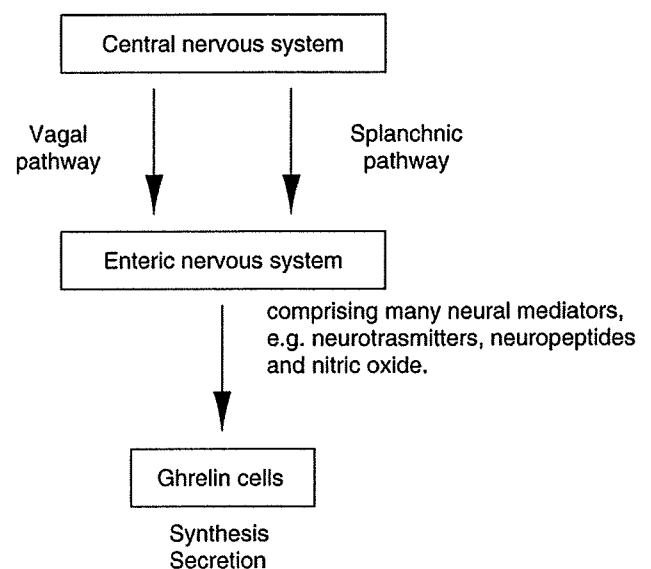 Central nervous system
Vagal
pathway
Splanchnic
pathway
Enteric nervous system
comprising many neural mediators,
e.g. neurotrasmitters, neuropeptides
and nitric oxide.
Ghrelin cells
Synthesis
Secretion